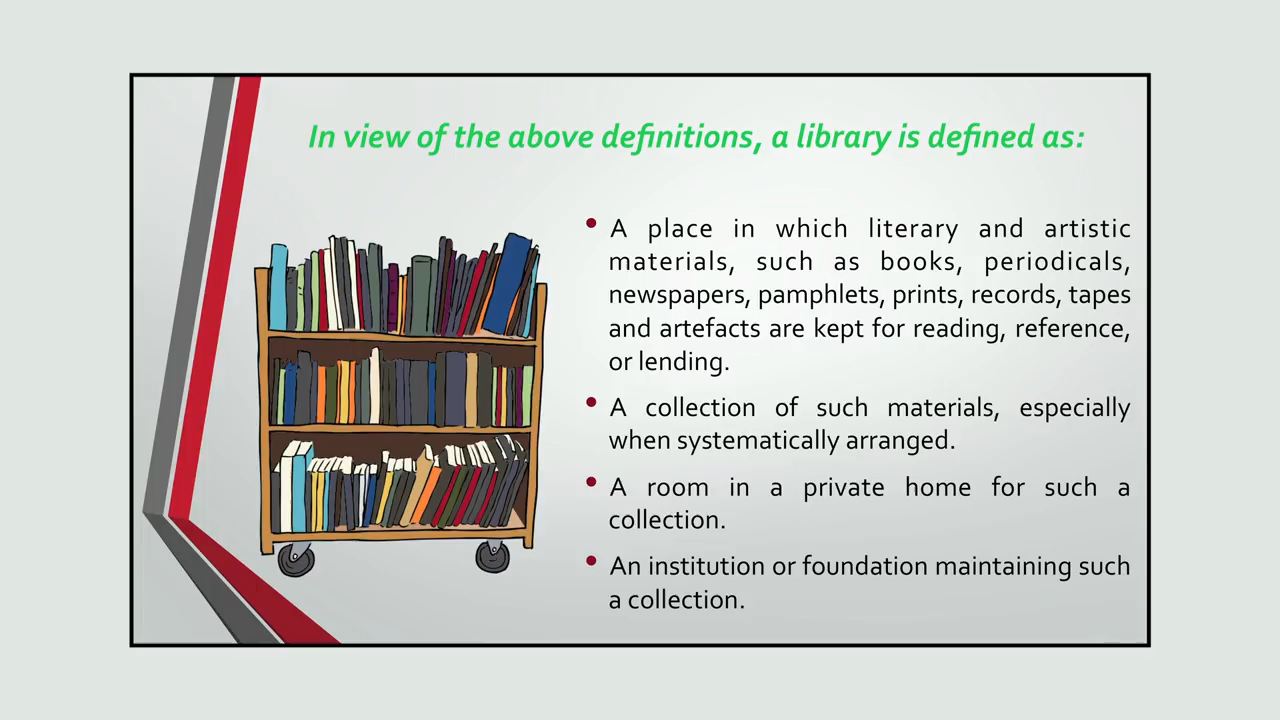 In view of the above definitions, a library is defined as:
• A place in which literary and artistic
materials, such as books, periodicals,
newspapers, pamphlets, prints, records, tapes
and artefacts are kept for reading, reference,
or lending.
• A collection of such materials, especially
when systematically arranged.
• A room in a private home for such a
collection.
• An institution or foundation maintaining such
a collection.